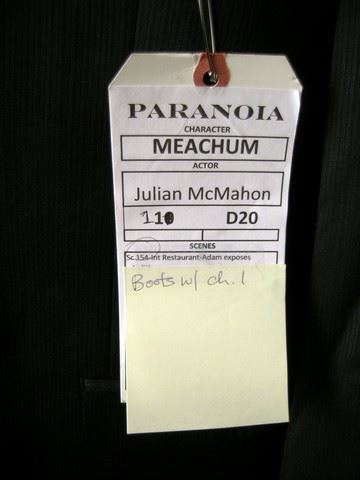 PARANOIA
CHARACTER
MEACHUM
ACTOR
Julian McMahon
D20
SCENES
Sc 154-Int Restaurant-Adam exposes
Boots w/ ch. 1